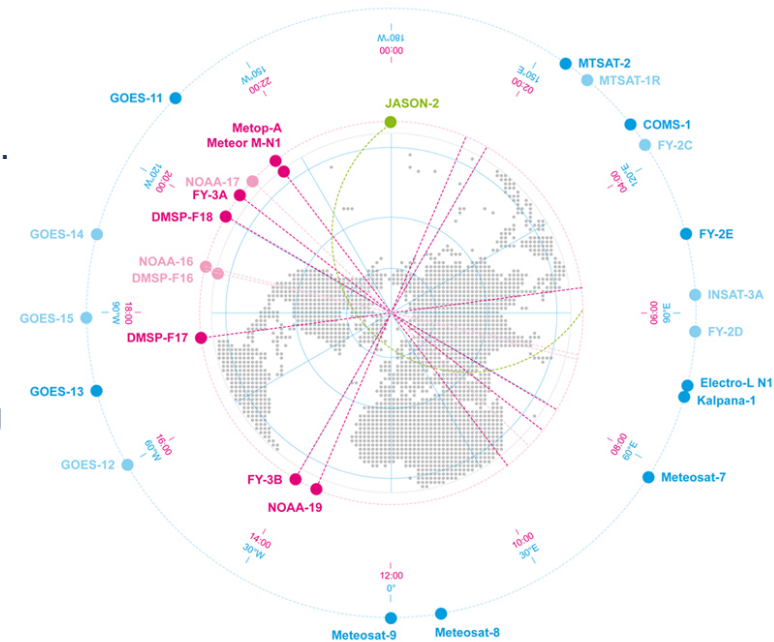 180°W
00:00
150°W
22:00
150°E
02:00
MTSAT-2
MTSAT-1R
GOES-11
JASON-2
Metop-A
Meteor M-N1
COMS-1
FY-2C
120°W
20:00
120°E
04:00
NOAA-17
FY-3A
DMSP-F18
GOES-14
FY-2E
NOAA-16
DMSP-F16
INSAT-3A
GOES-15
90°W
18:00
06:00
90°E
FY-2D
DMSP-F17
GOES-13
Electro-L N1
Kalpana-1
16:00
60°W
08:00
60°E
GOES-12
Meteosat-7
FY-3B
NOAA-19
14:00
30°W
10:00
30°E
12:00
0°
Meteosat-9
Meteosat-8